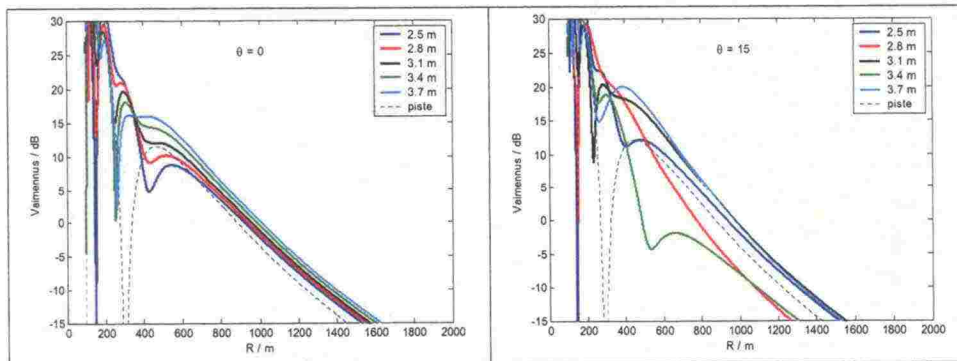 θ = 0
2.5 m
2.8 m
3.1 m
3.4 m
3.7 m
piste
Vaimennus / dB
30
25
20
15
10
5
0
-5
-10
-15
0 200 400 600 800 1000 1200 1400 1600 1800 2000
R / m
θ = 15
2.5 m
2.8 m
3.1 m
3.4 m
3.7 m
piste
Vaimennus / dB
30
25
20
15
10
5
0
-5
-10
-15
0 200 400 600 800 1000 1200 1400 1600 1800 2000
R / m